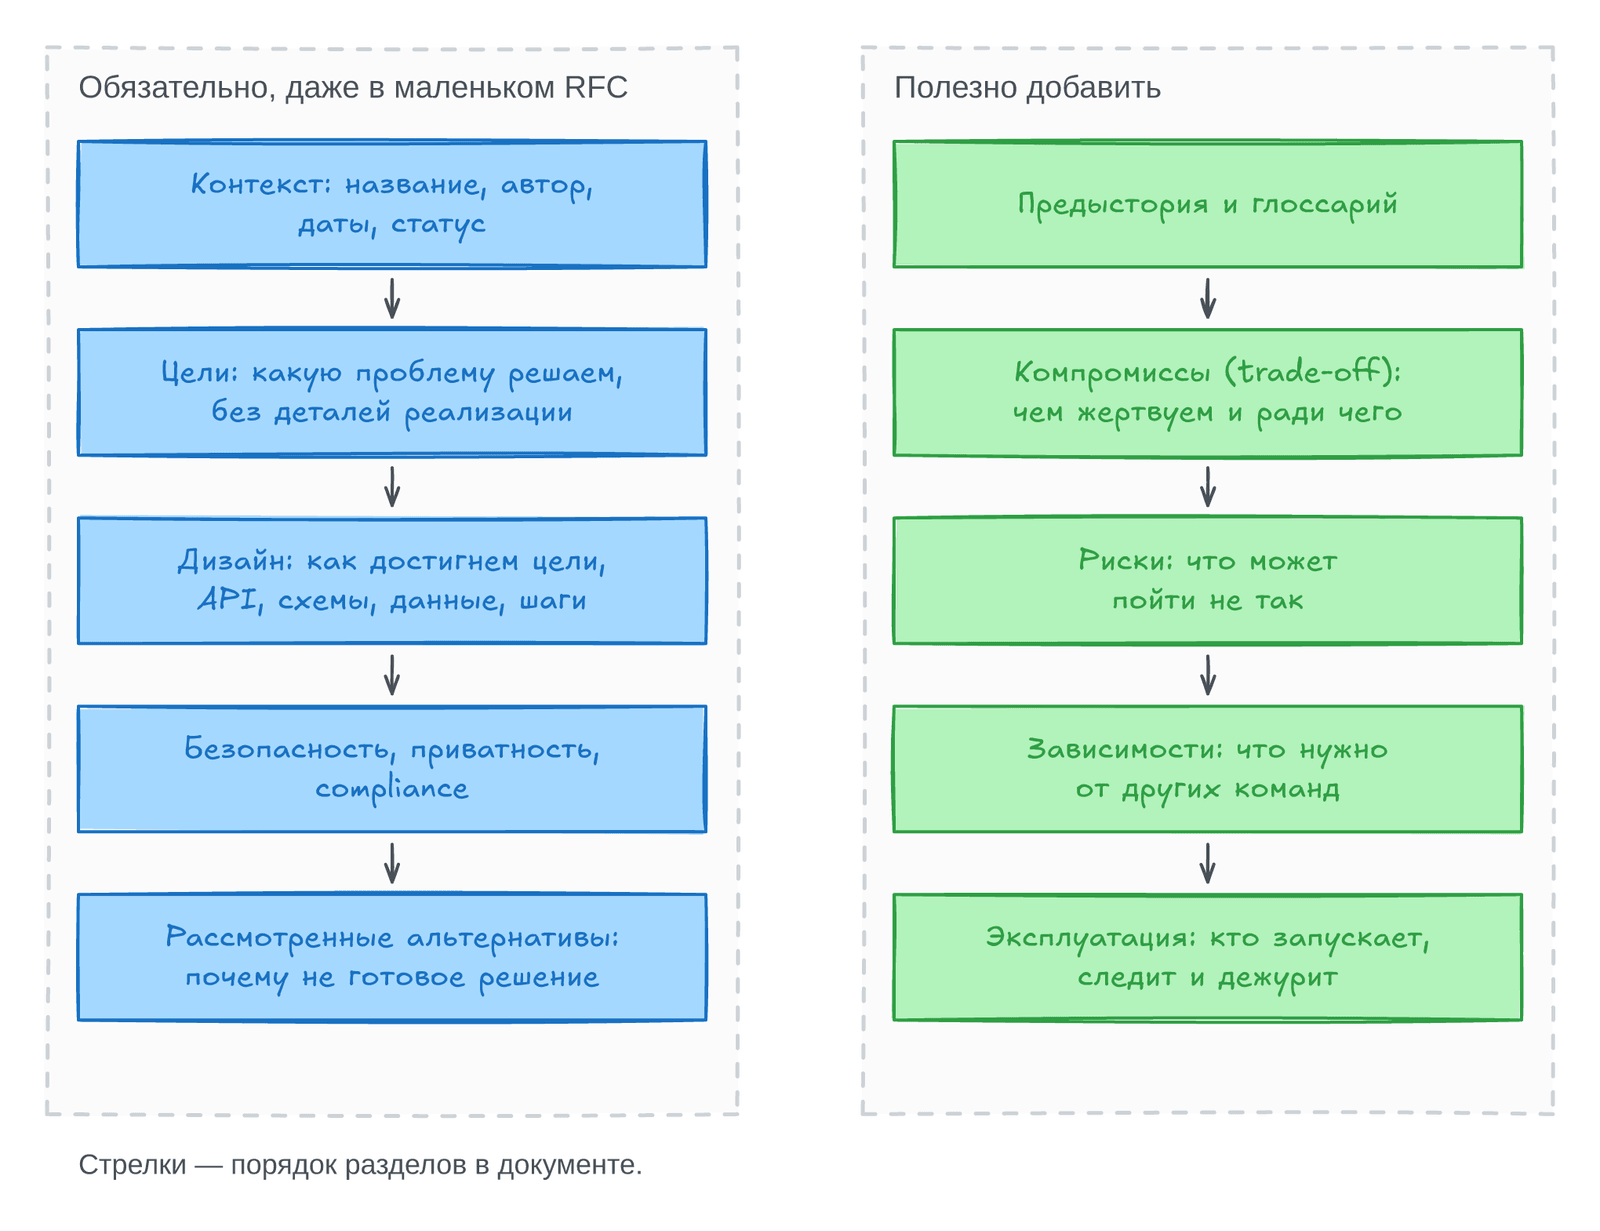 Обязательно, даже в маленьком RFC
Контекст: название, автор,
даты, статус
Цели: какую проблему решаем,
без деталей реализации
Дизайн: как достигнем цели,
API, схемы, данные, шаги
Безопасность, приватность,
compliance
Рассмотренные альтернативы:
почему не готовое решение
Полезно добавить
Предыстория и глоссарий
Компромиссы (trade-off):
чем жертвуем и ради чего
Риски: что может
пойти не так
Зависимости: что нужно
от других команд
Эксплуатация: кто запускает,
следит и дежурит
Стрелки — порядок разделов в документе.